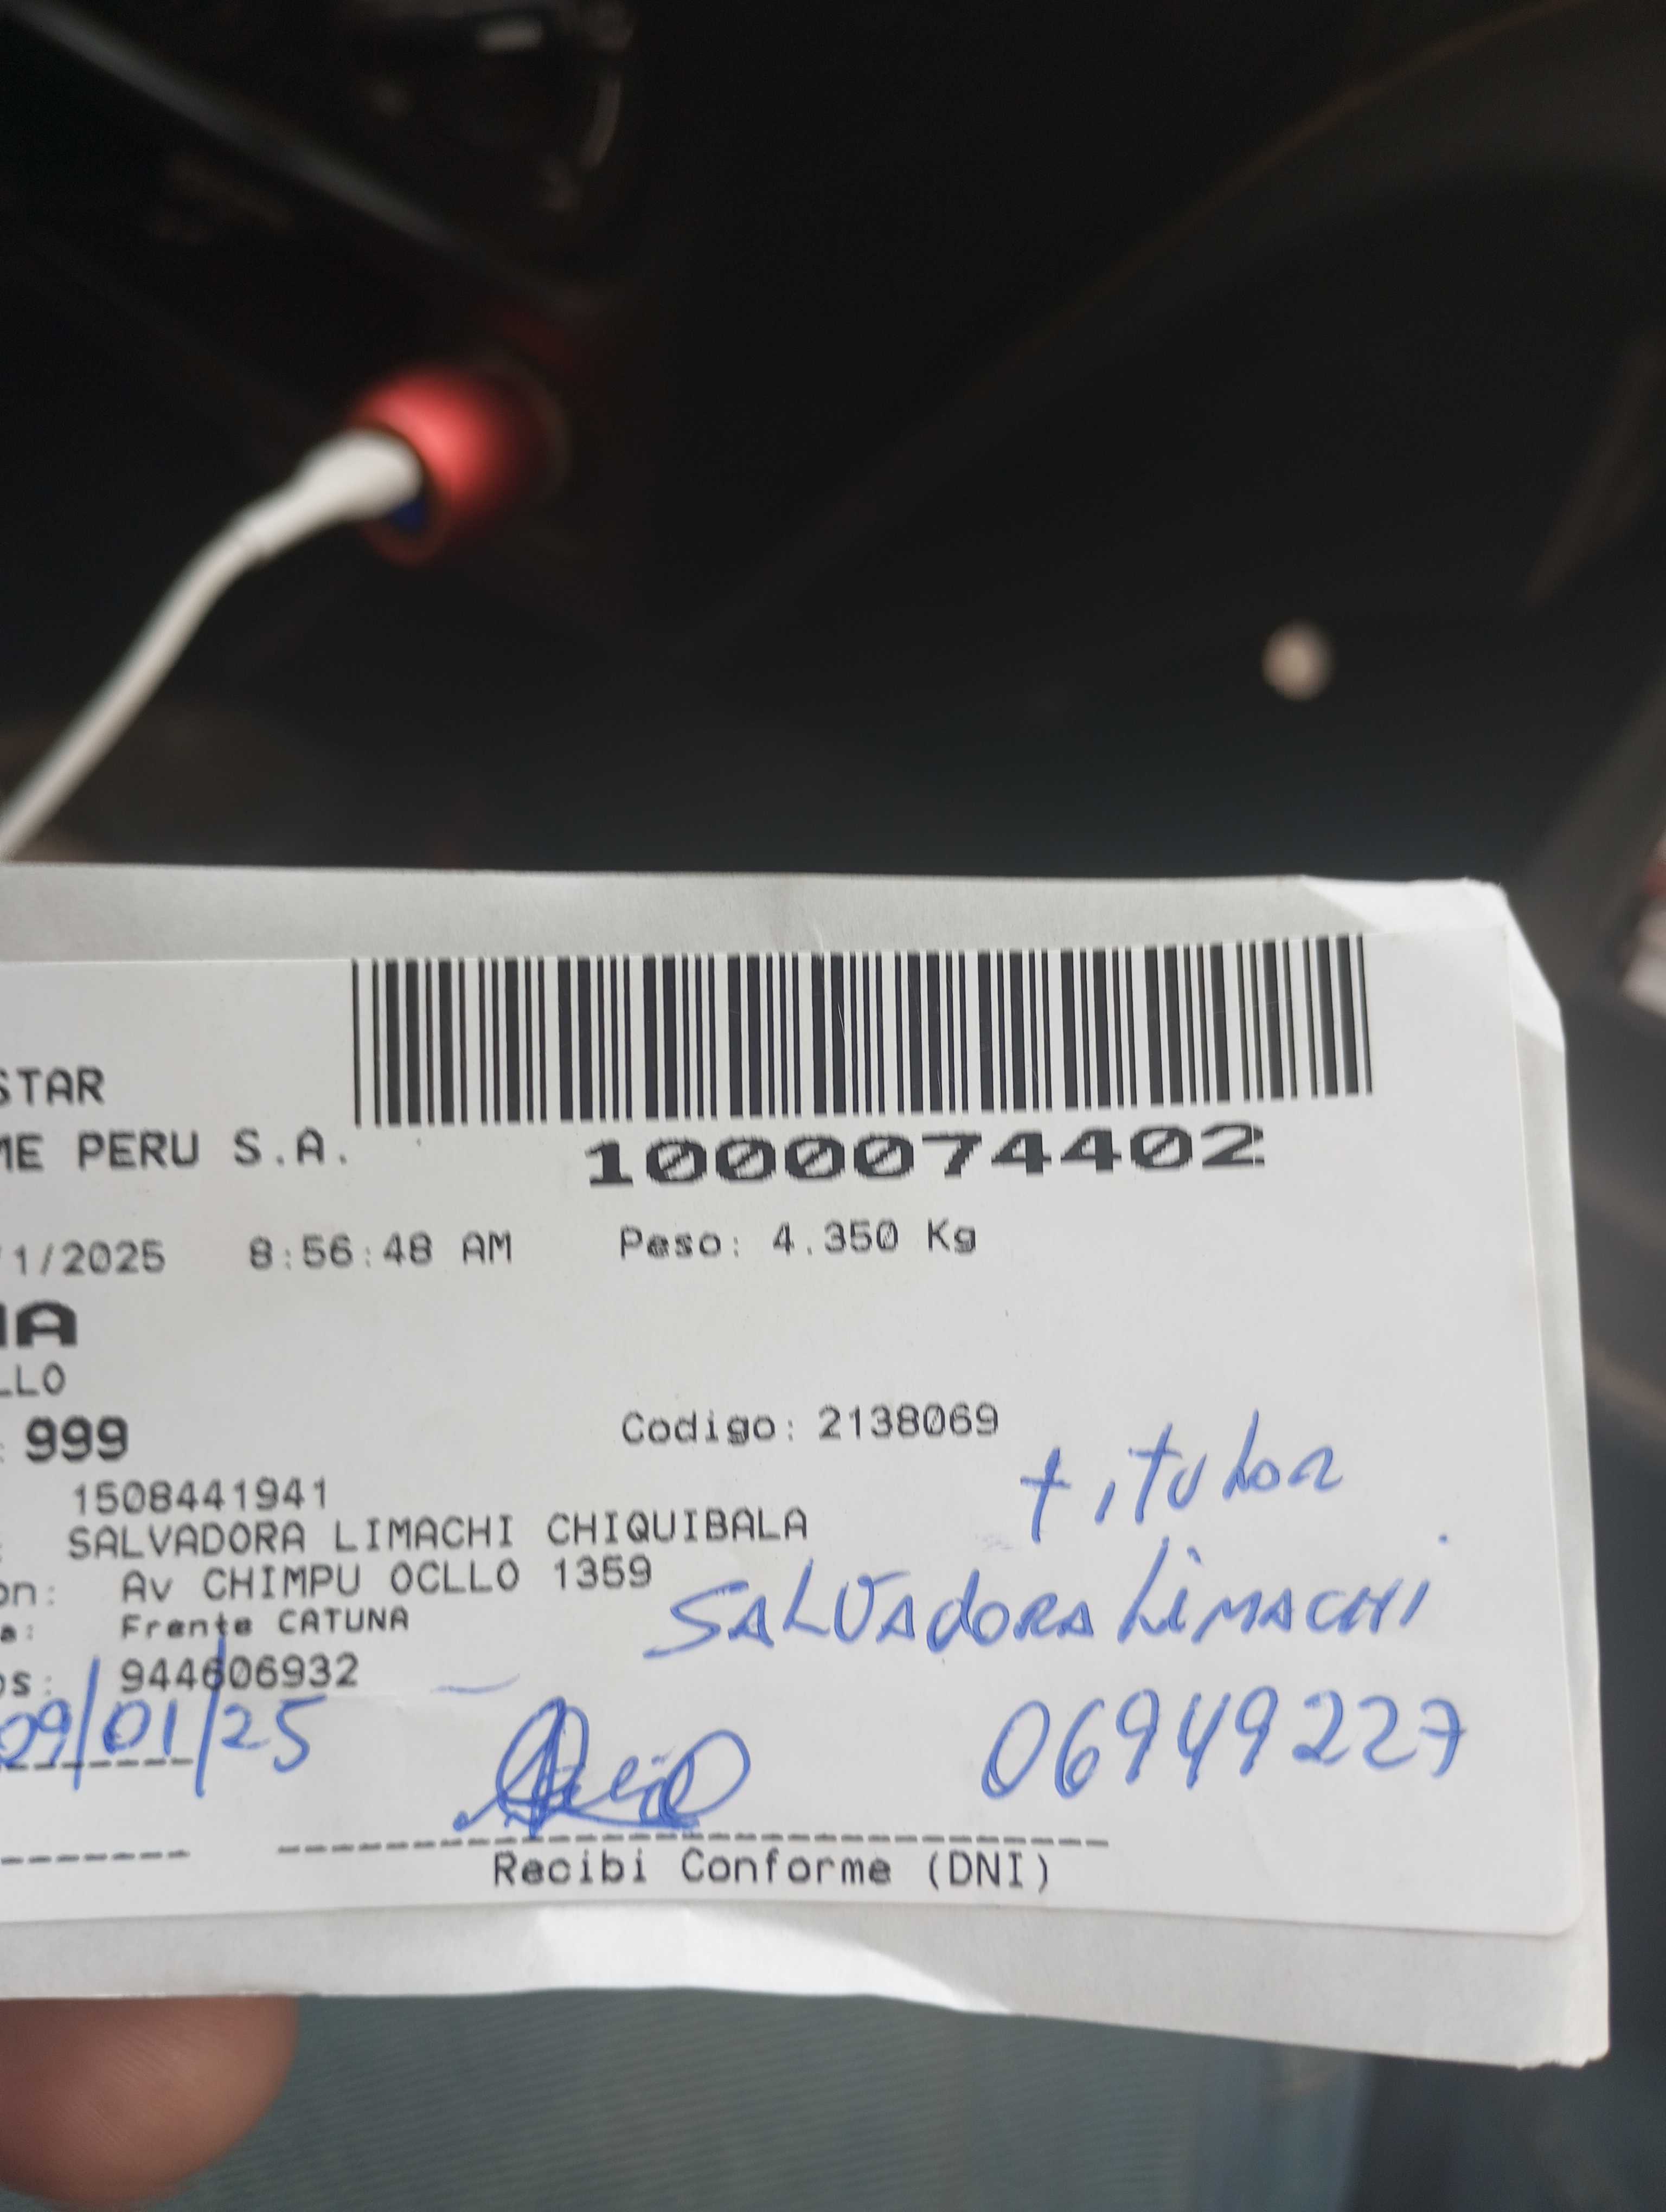 STAR
ME PERU S.A.
1000074402
/1/2025 8:56:48 AM Peso: 4.350 Kg
NA
LLO
: 999 Codigo: 2138069
titular
1508441941
: SALVADORA LIMACHI CHIQUIBALA
on: Av CHIMPU OCLLO 1359
SALVADORA LiMACHI
a: Frente CATUNA
os: 944606932
09/01/25
06949227
Recibi Conforme (DNI)